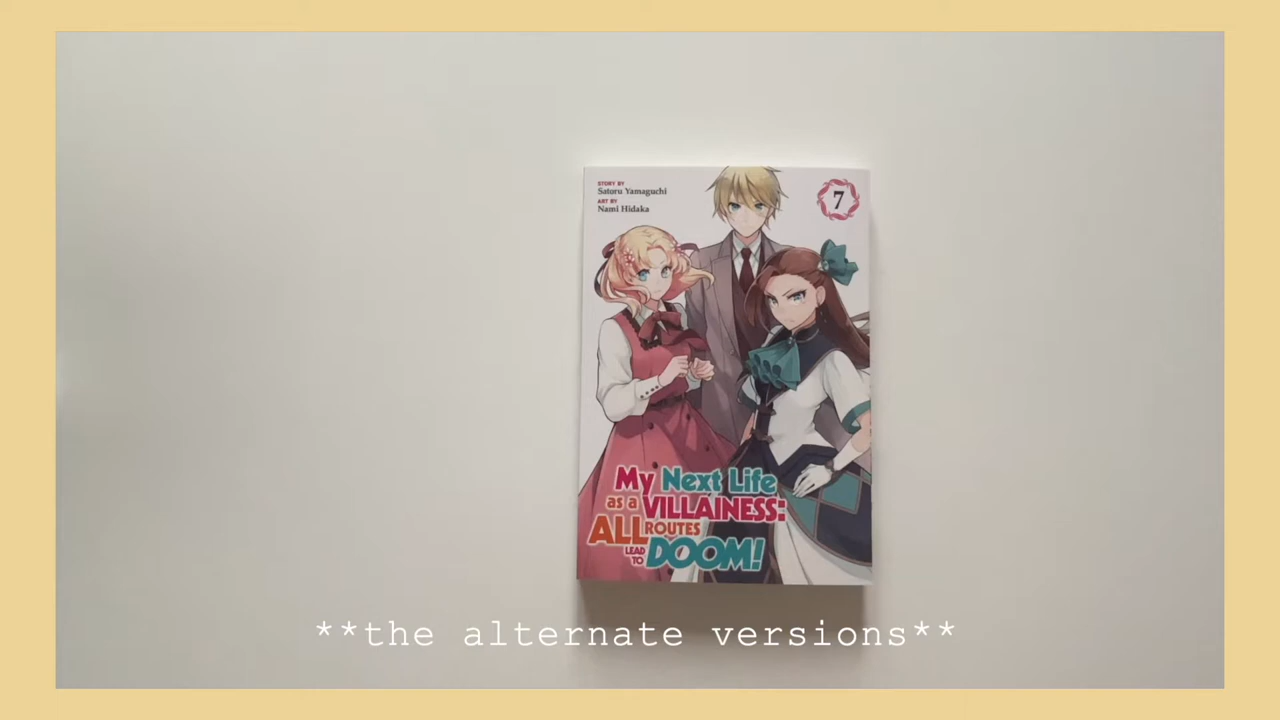 STORY BY
Satoru Yamaguchi
ART BY
Nami Hidaka
7
My Next Life
as a VILLAINESS:
ALL ROUTES
LEAD
TO DOOM!
**the alternate versions**